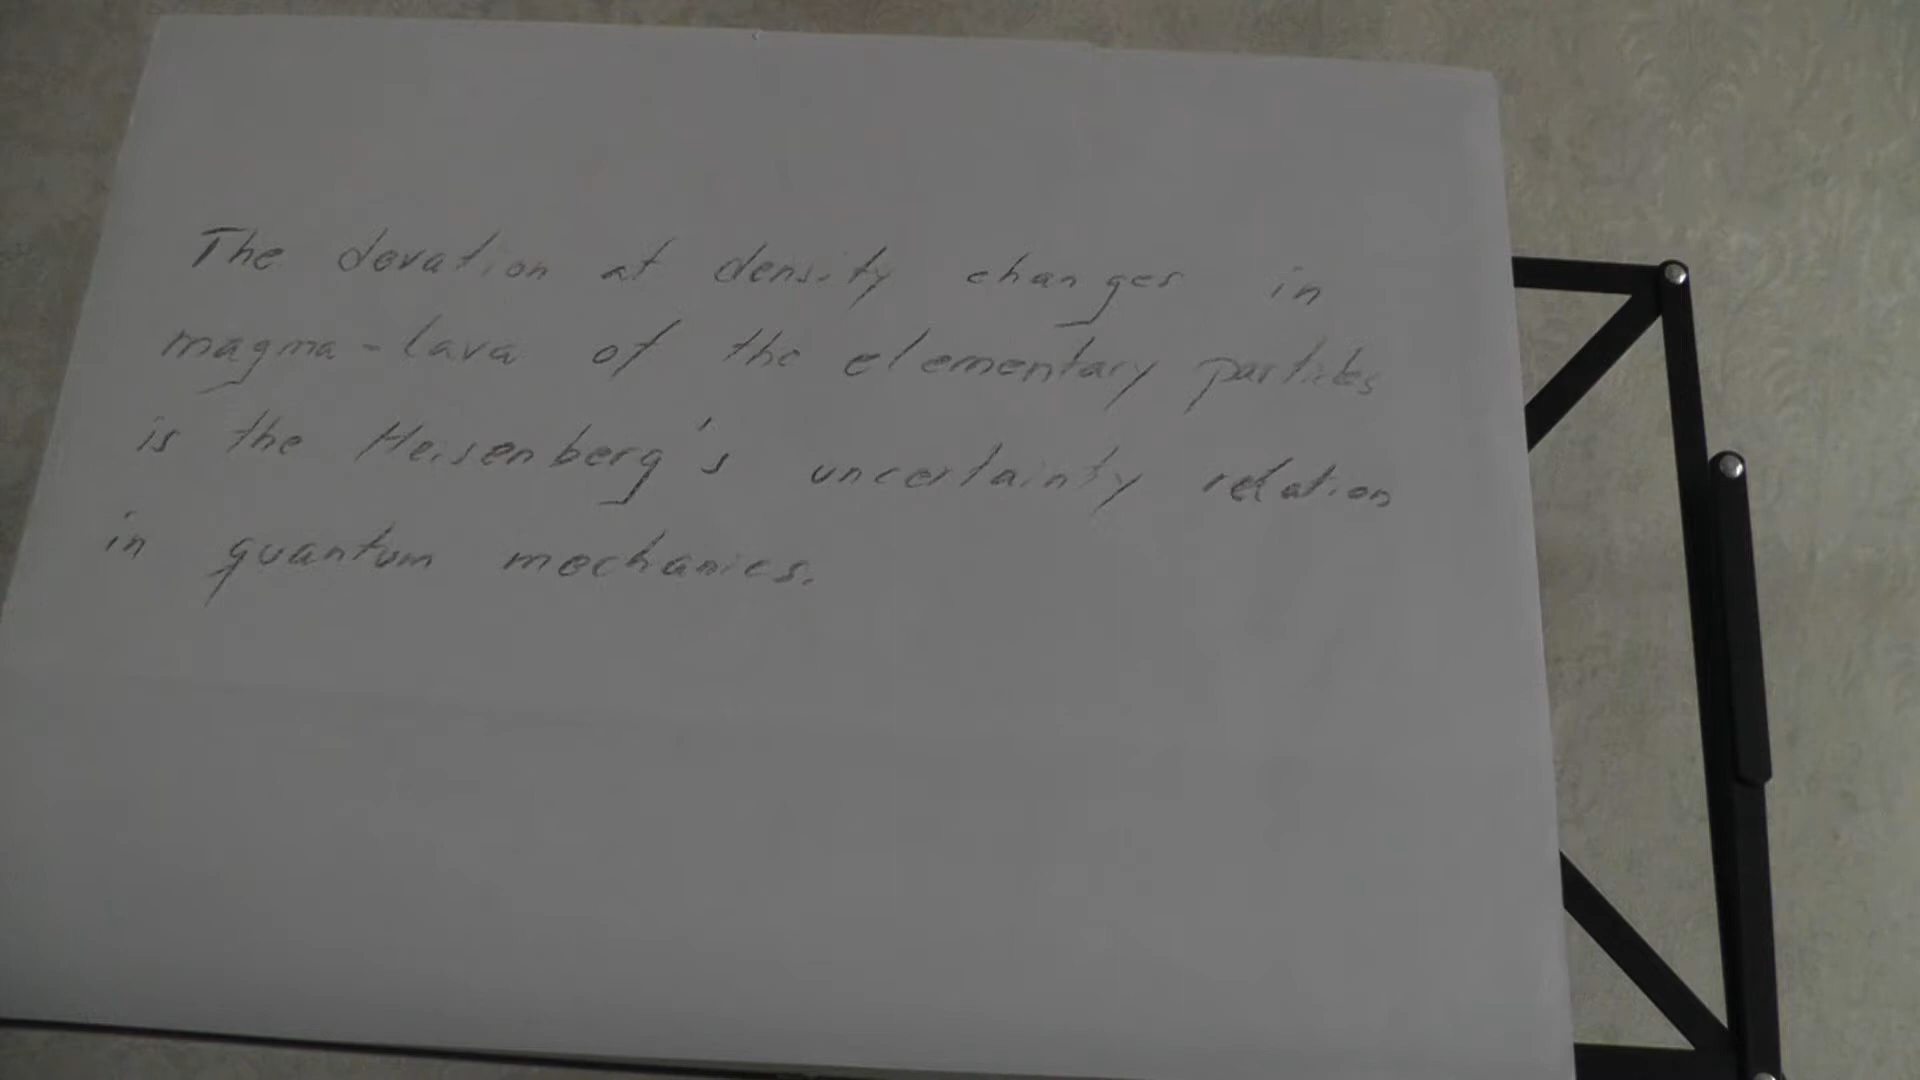 The dovation at density changes in
magma-lava of the elementary particles
is the Heisenberg's uncertainty relation
in quantum mechanics.